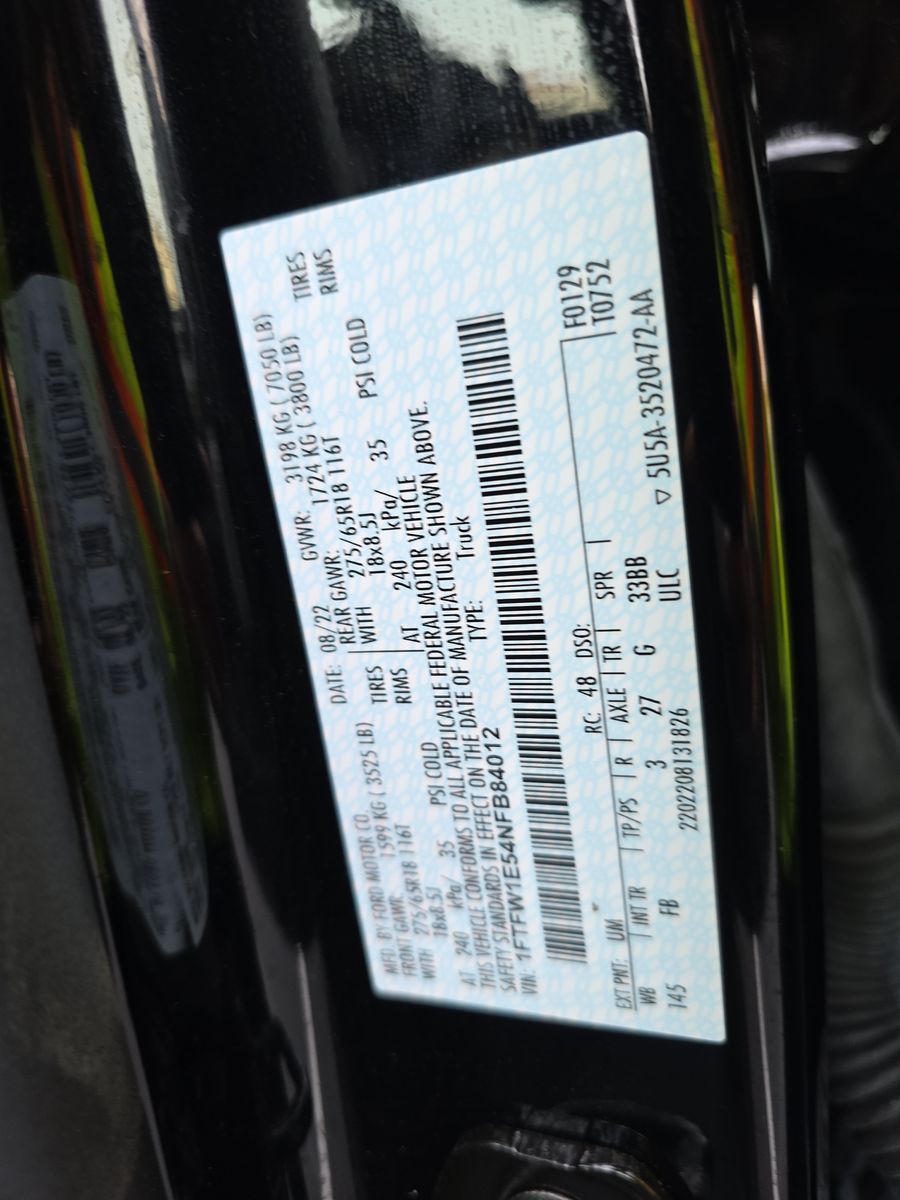 MFD. BY FORD MOTOR CO. DATE: 08/22 GVWR: 3198 KG ( 7050 LB)
FRONT GAWR: 1599 KG ( 3525 LB) REAR GAWR: 1724 KG ( 3800 LB)
WITH 275/65R18 116T TIRES WITH 275/65R18 116T TIRES
18x8.5J RIMS 18x8.5J RIMS
AT 240 kPa/ 35 PSI COLD AT 240 kPa/ 35 PSI COLD
THIS VEHICLE CONFORMS TO ALL APPLICABLE FEDERAL MOTOR VEHICLE
SAFETY STANDARDS IN EFFECT ON THE DATE OF MANUFACTURE SHOWN ABOVE.
VIN: 1FTFW1E54NFB84012 TYPE: Truck
F0129
T0752
EXT PNT: UM RC: 48 DSO:
WB INT TR TP/PS R AXLE TR SPR
145 FB 3 27 G 33BB
2202208131826 ULC ▽ 5U5A-3520472-AA